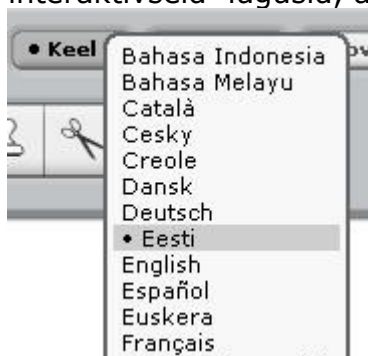 • Keel
Bahasa Indonesia
Bahasa Melayu
Català
Cesky
Creole
Dansk
Deutsch
• Eesti
English
Español
Euskera
Français